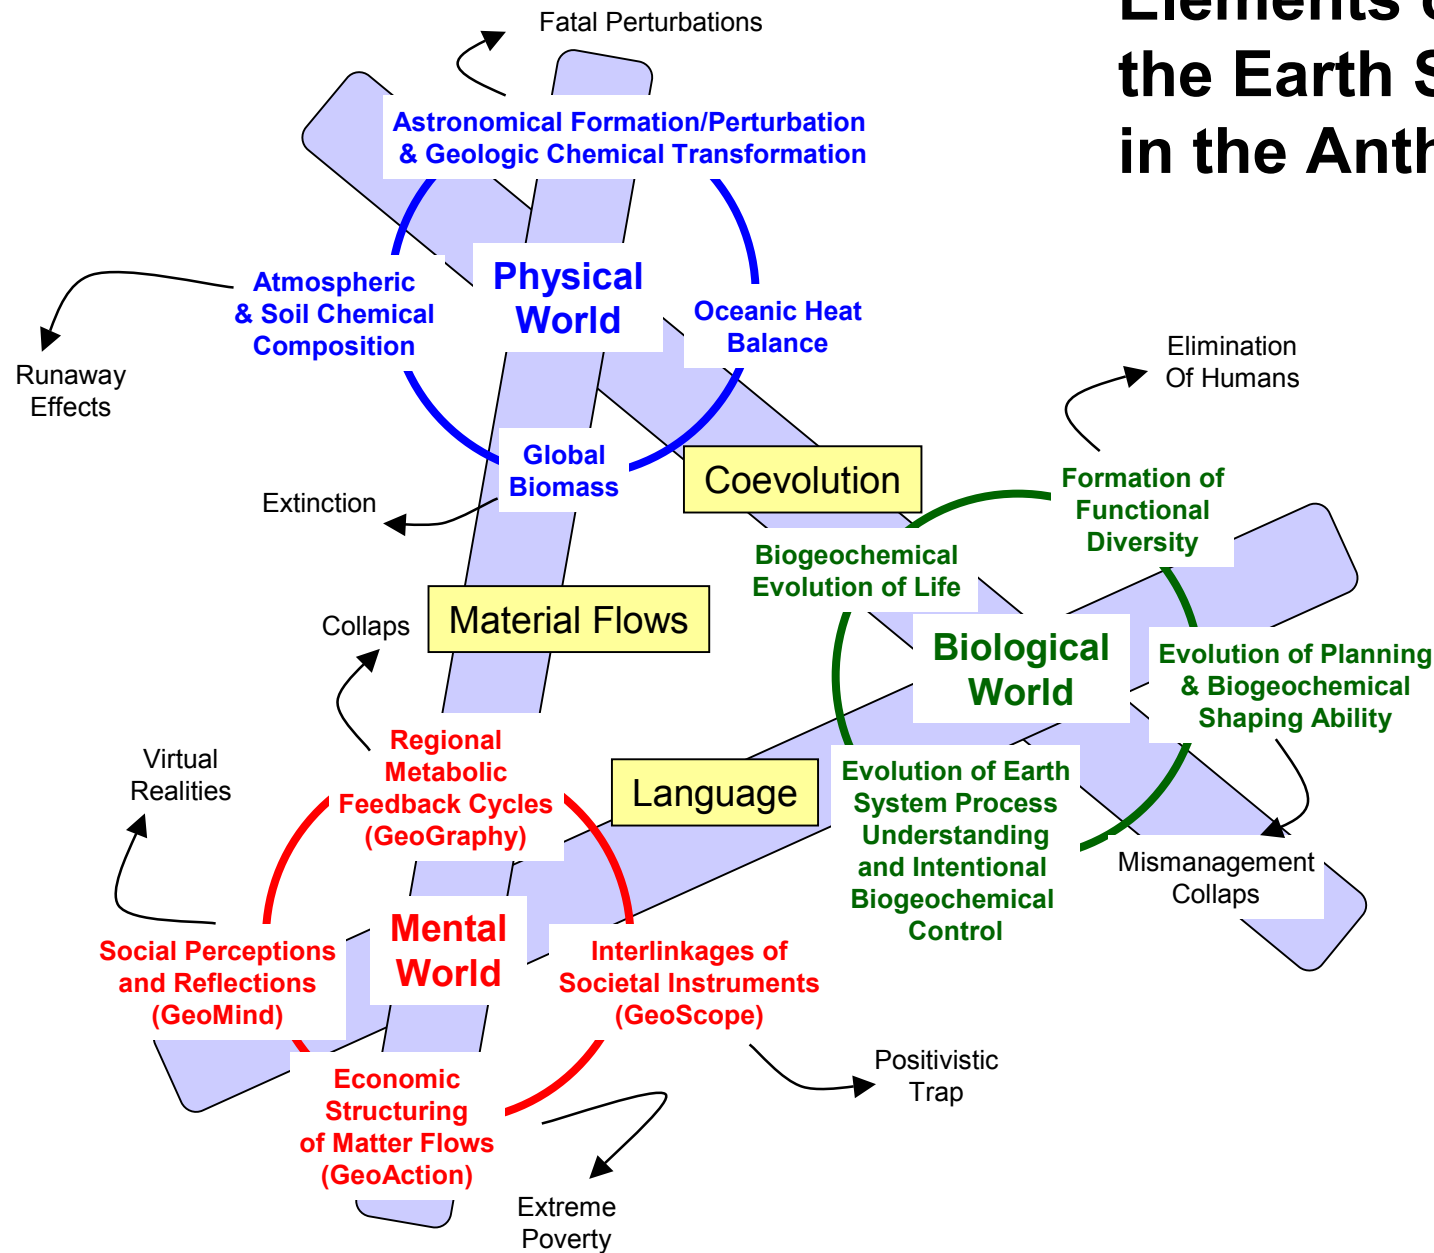 Elements
the Earth
in the
Fatal Perturbations
Astronomical Formation/Perturbation
& Geologic Chemical Transformation
Physical
World
Atmospheric
& Soil Chemical
Composition
Oceanic Heat
Balance
Runaway
Effects
Global
Biomass
Extinction
Coevolution
Elimination
Of Humans
Formation of
Functional
Diversity
Biogeochemical
Evolution of Life
Material Flows
Collaps
Biological
World
Evolution of Planning
& Biogeochemical
Shaping Ability
Regional
Metabolic
Feedback Cycles
(GeoGraphy)
Virtual
Realities
Language
Evolution of Earth
System Process
Understanding
and Intentional
Biogeochemical
Control
Mismanagement
Collaps
Mental
World
Social Perceptions
and Reflections
(GeoMind)
Interlinkages of
Societal Instruments
(GeoScope)
Economic
Structuring
of Matter Flows
(GeoAction)
Positivistic
Trap
Extreme
Poverty